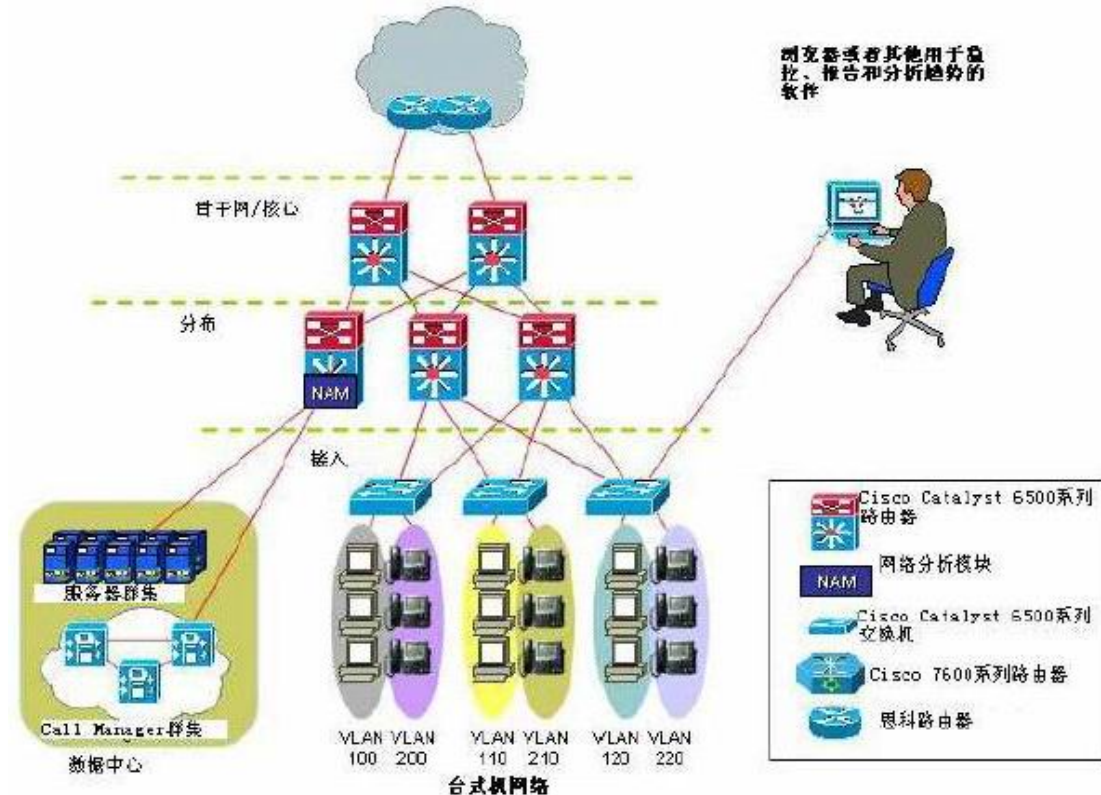 浏览器或者其他用于监
控、报告和分析趋势的
软件
骨干网/核心
分布
NAM
接入
服务器群集
Call Manager群集
数据中心
VLAN
100
VLAN
200
VLAN
110
VLAN
210
VLAN
120
VLAN
220
台式机网络
Cisco Catalyst 6500系列
路由器
NAM
网络分析模块
Cisco Catalyst 6500系列
交换机
Cisco 7600系列路由器
思科路由器